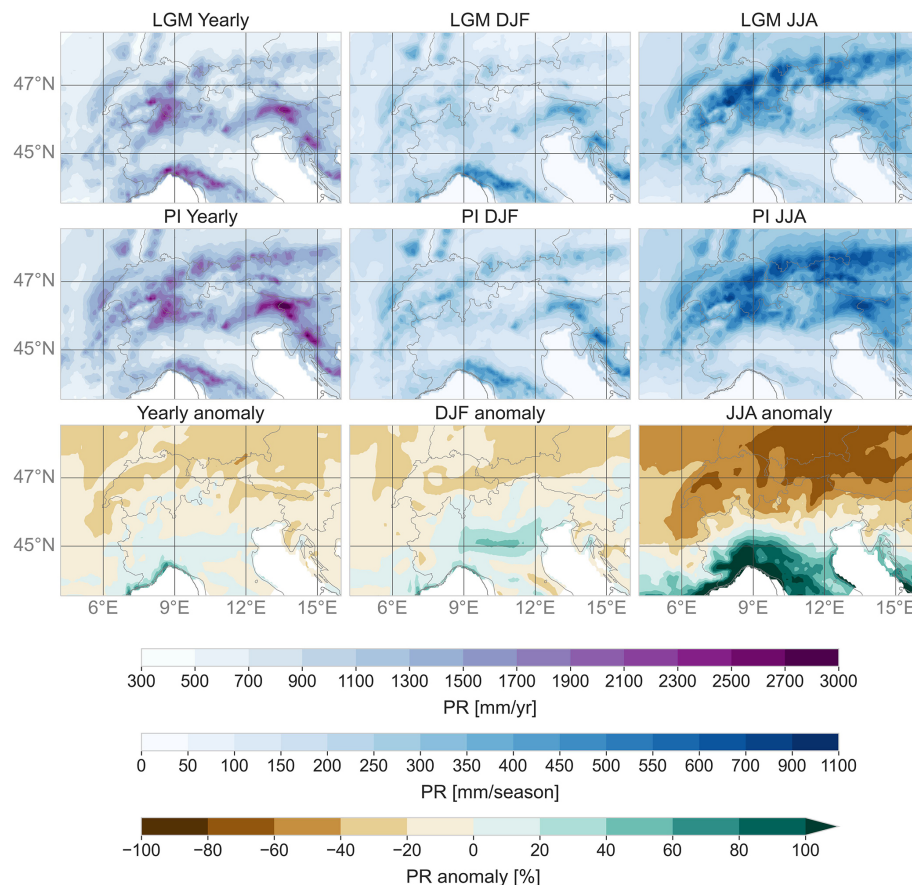 LGM Yearly LGM DJF LGM JJA
47°N
45°N
PI Yearly PI DJF PI JJA
47°N
45°N
Yearly anomaly DJF anomaly JJA anomaly
47°N
45°N
6°E 9°E 12°E 15°E 6°E 9°E 12°E 15°E 6°E 9°E 12°E 15°E
300 500 700 900 1100 1300 1500 1700 1900 2100 2300 2500 2700 3000
PR [mm/yr]
0 50 100 150 200 250 300 350 400 450 500 550 600 700 900 1100
PR [mm/season]
−100 −80 −60 −40 −20 0 20 40 60 80 100
PR anomaly [%]